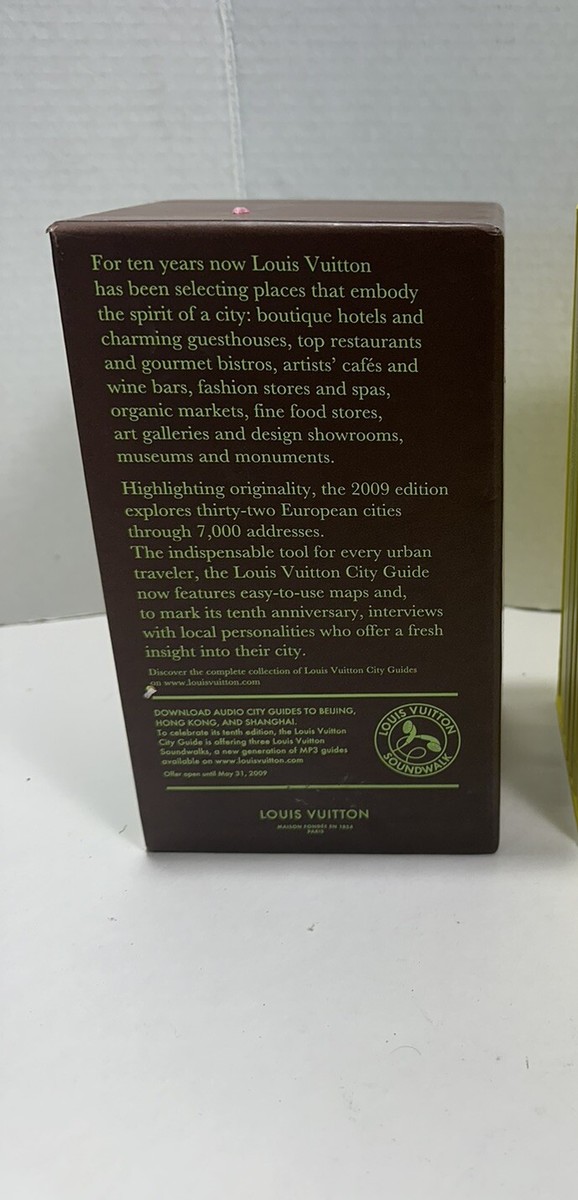 For ten years now Louis Vuitton
has been selecting places that embody
the spirit of a city: boutique hotels and
charming guesthouses, top restaurants
and gourmet bistros, artists' cafés and
wine bars, fashion stores and spas,
organic markets, fine food stores,
art galleries and design showrooms,
museums and monuments.
Highlighting originality, the 2009 edition
explores thirty-two European cities
through 7,000 addresses.
The indispensable tool for every urban
traveler, the Louis Vuitton City Guide
now features easy-to-use maps and,
to mark its tenth anniversary, interviews
with local personalities who offer a fresh
insight into their city.
Discover the complete collection of Louis Vuitton City Guides
on www.louisvuitton.com
DOWNLOAD AUDIO CITY GUIDES TO BEIJING,
HONG KONG, AND SHANGHAI.
To celebrate its tenth edition, the Louis Vuitton
City Guide is offering three Louis Vuitton
Soundwalks, a new generation of MP3 guides
available on www.louisvuitton.com
Offer open until May 31, 2009
LOUIS VUITTON
SOUNDWALK
LOUIS VUITTON
MAISON FONDÉE EN 1854
PARIS